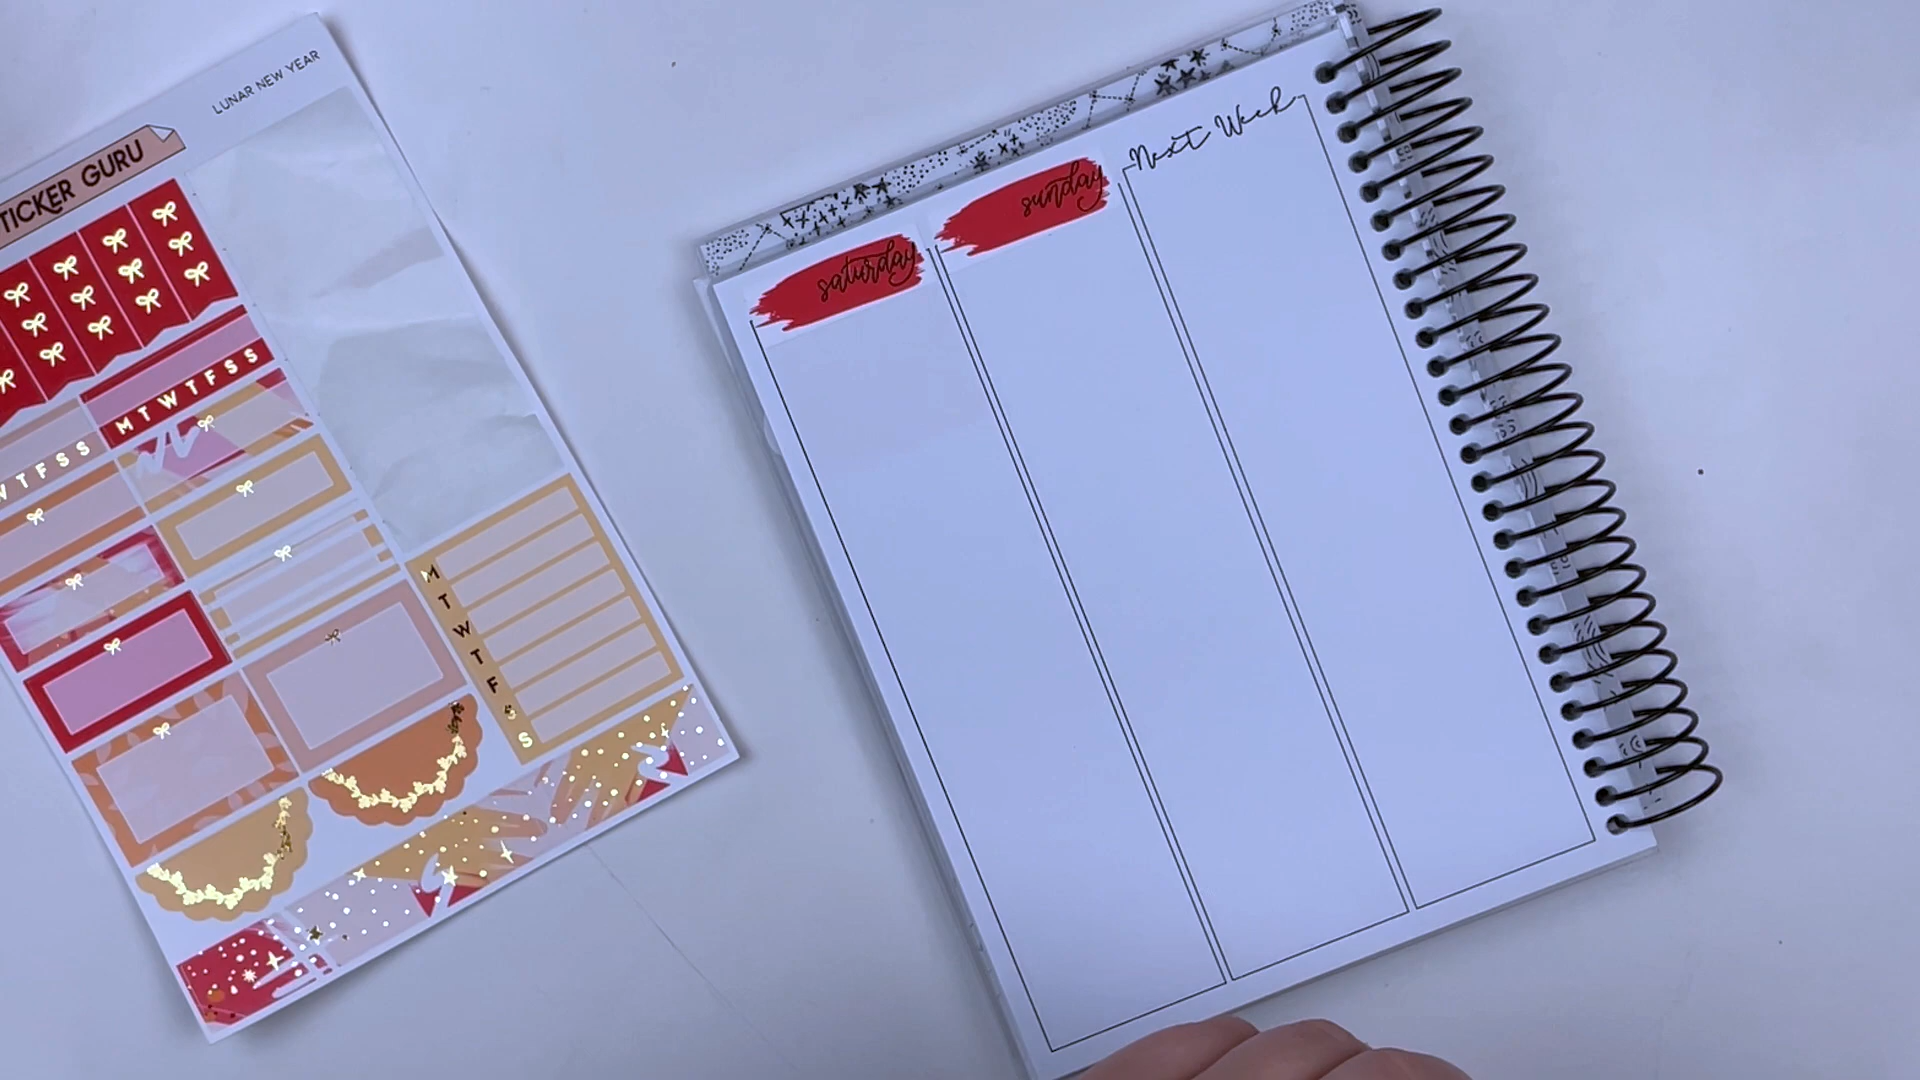 LUNAR NEW YEAR
TICKER GURU
M T W T F S S
W T F S S
M
T
W
T
F
S
S
saturday
sunday
Next Week